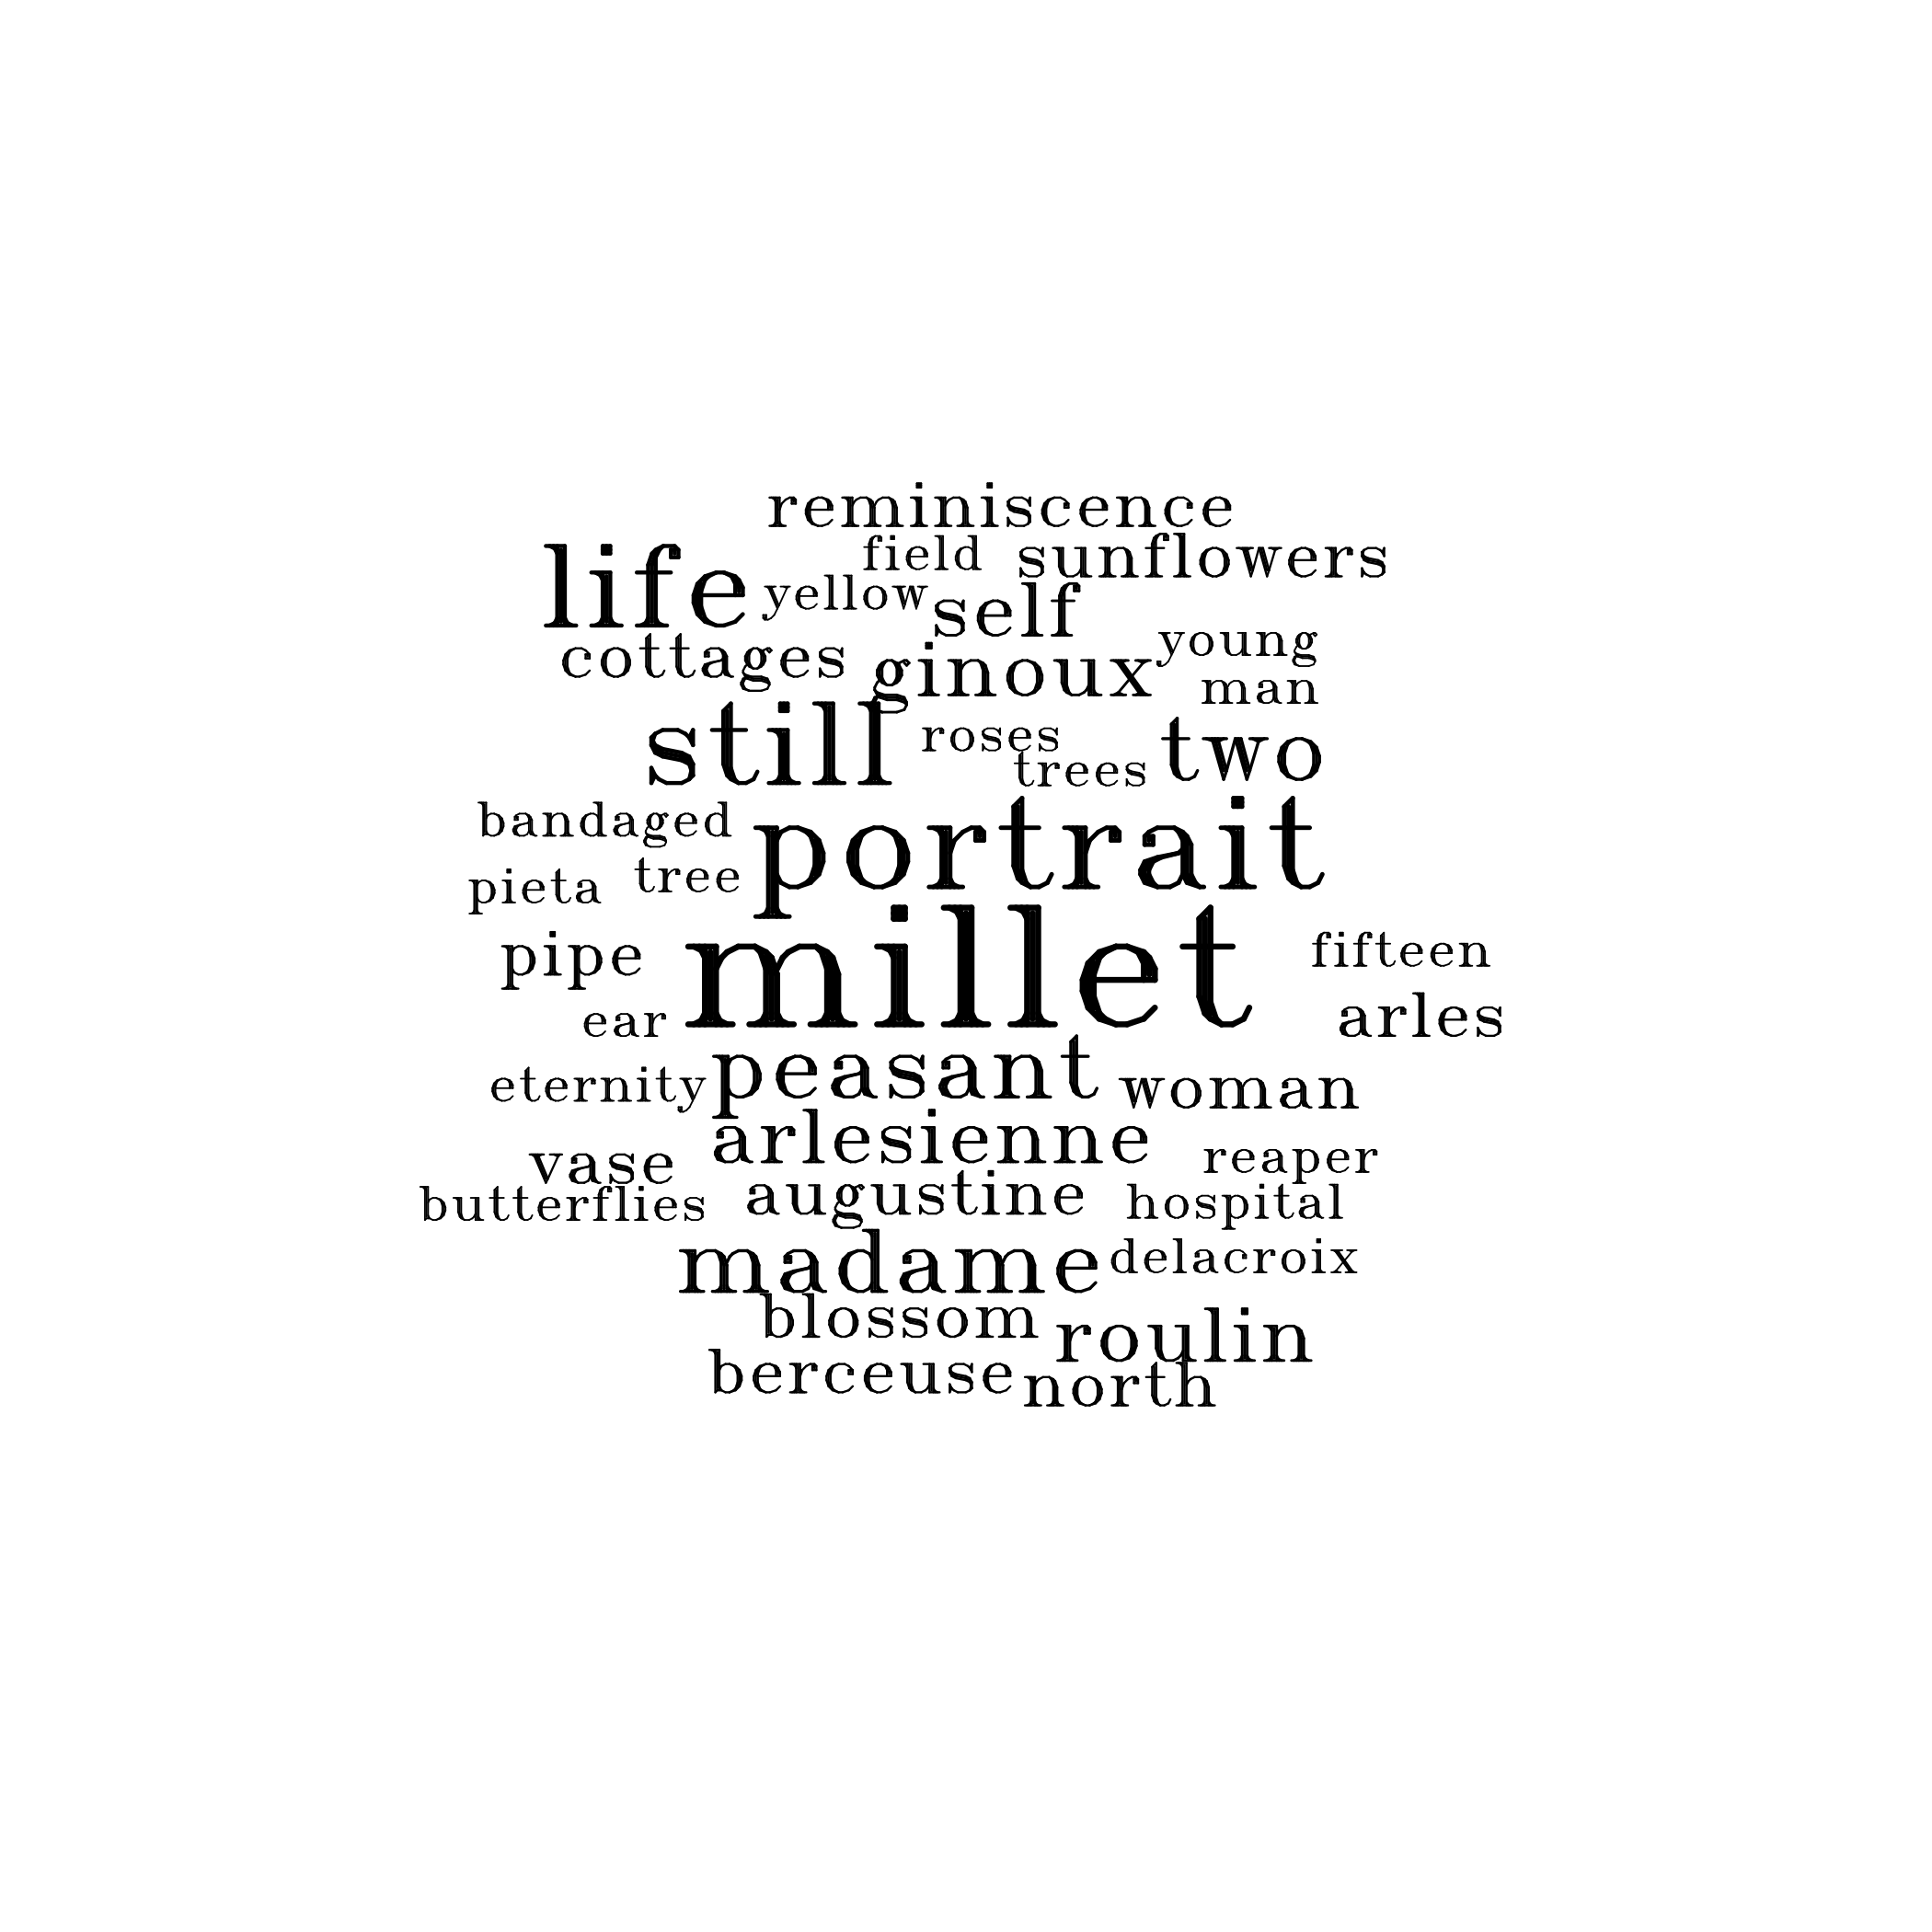 reminiscence
field sunflowers
life yellow self
cottages ginoux young
man
still roses two
trees
bandaged portrait
pieta tree
pipe millet fifteen
ear arles
eternity peasant woman
arlesienne reaper
vase
butterflies augustine hospital
madame delacroix
blossom roulin
berceuse north